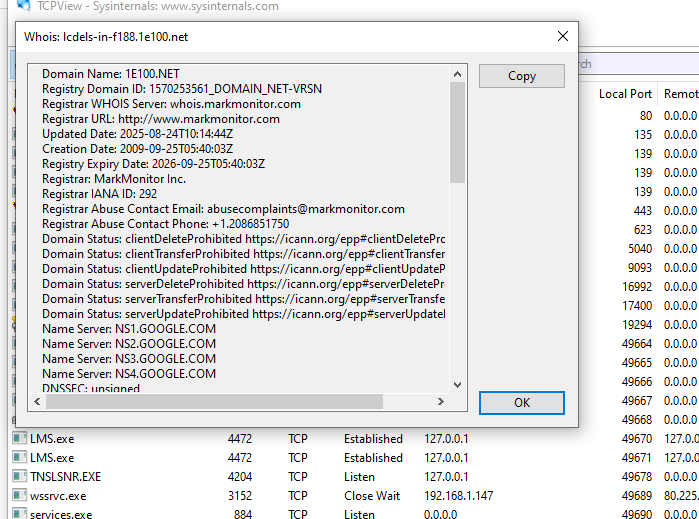 TCPView - Sysinternals: www.sysinternals.com
Whois: lcdels-in-f188.1e100.net
Domain Name: 1E100.NET
Registry Domain ID: 1570253561_DOMAIN_NET-VRSN
Registrar WHOIS Server: whois.markmonitor.com
Registrar URL: http://www.markmonitor.com
Updated Date: 2025-08-24T10:14:44Z
Creation Date: 2009-09-25T05:40:03Z
Registry Expiry Date: 2026-09-25T05:40:03Z
Registrar: MarkMonitor Inc.
Registrar IANA ID: 292
Registrar Abuse Contact Email: abusecomplaints@markmonitor.com
Registrar Abuse Contact Phone: +1.2086851750
Domain Status: clientDeleteProhibited https://icann.org/epp#clientDeletePrc
Domain Status: clientTransferProhibited https://icann.org/epp#clientTransfer
Domain Status: clientUpdateProhibited https://icann.org/epp#clientUpdateP
Domain Status: serverDeleteProhibited https://icann.org/epp#serverDeletePr
Domain Status: serverTransferProhibited https://icann.org/epp#serverTransfe
Domain Status: serverUpdateProhibited https://icann.org/epp#serverUpdatel
Name Server: NS1.GOOGLE.COM
Name Server: NS2.GOOGLE.COM
Name Server: NS3.GOOGLE.COM
Name Server: NS4.GOOGLE.COM
DNSSEC: unsigned
Copy
OK
rch
Local Port Remot
80 0.0.0.0
135 0.0.0.0
139 0.0.0.0
139 0.0.0.0
139 0.0.0.0
443 0.0.0.0
623 0.0.0.0
5040 0.0.0.0
9093 0.0.0.0
16992 0.0.0.0
17400 0.0.0.0
19294 0.0.0.0
49664 0.0.0.0
49665 0.0.0.0
49666 0.0.0.0
49667 0.0.0.0
49668 0.0.0.0
LMS.exe 4472 TCP Established 127.0.0.1 49670 127.0.0
LMS.exe 4472 TCP Established 127.0.0.1 49671 127.0.0
TNSLSNR.EXE 4204 TCP Listen 127.0.0.1 49678 0.0.0.0
wssrvc.exe 3152 TCP Close Wait 192.168.1.147 49689 80.225.
services.exe 884 TCP Listen 0.0.0.0 49690 0.0.0.0